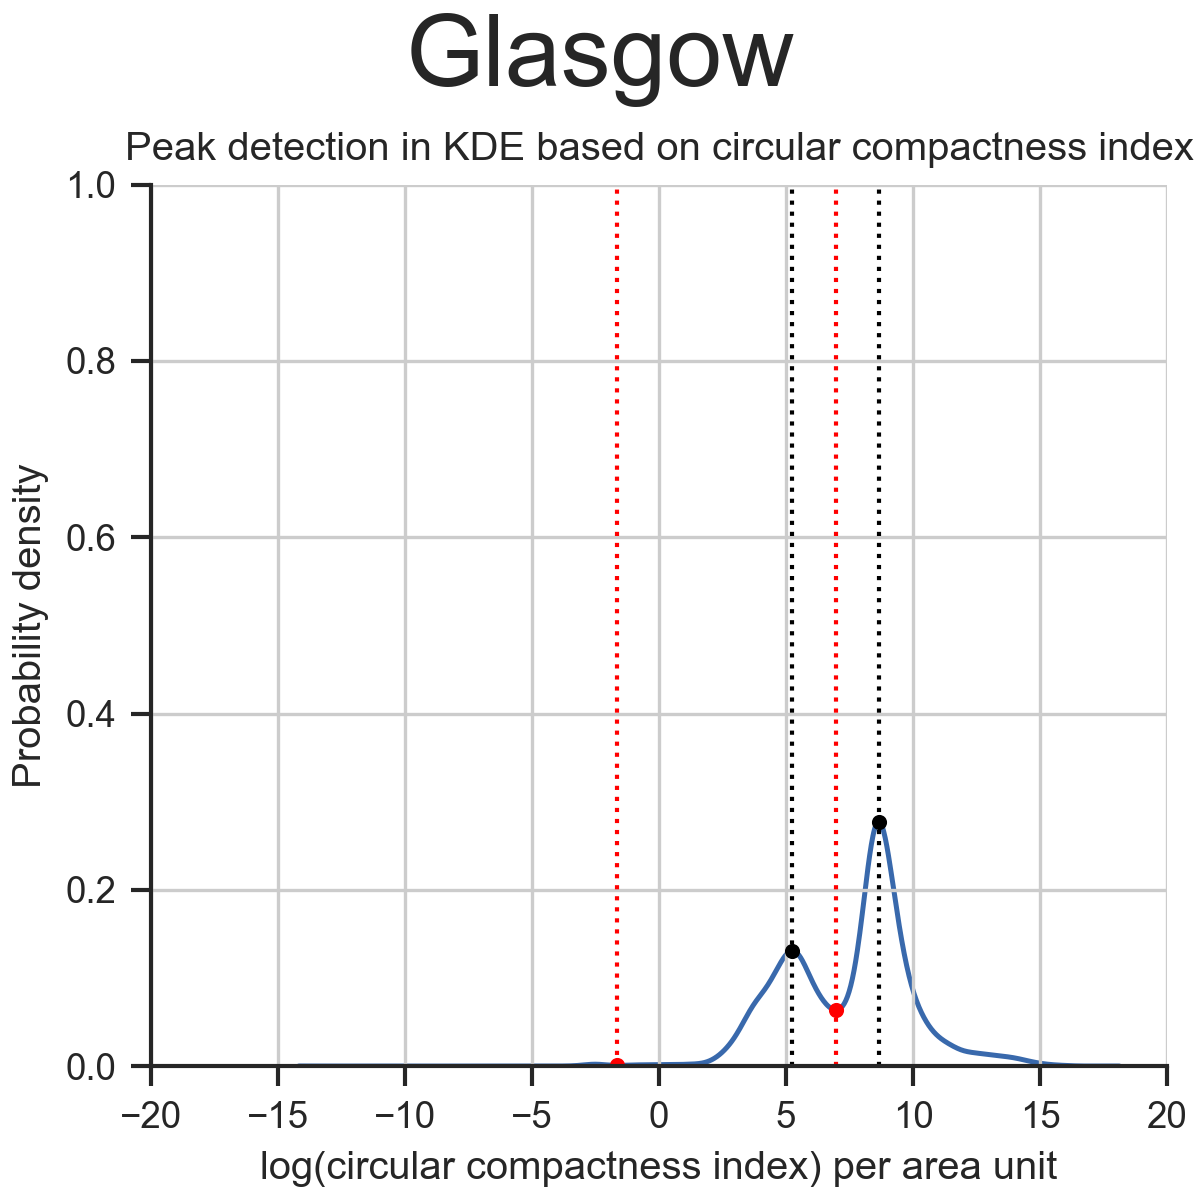 Glasgow
Peak detection in KDE based on circular compactness index
1.0
0.8
0.6
0.4
0.2
0.0
Probability density
−20 −15 −10 −5 0 5 10 15 20
log(circular compactness index) per area unit